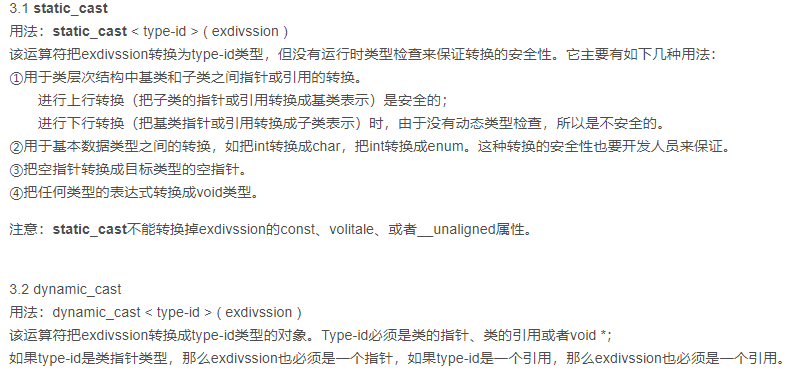 3.1 static_cast
用法：static_cast < type-id > ( exdivssion )
该运算符把exdivssion转换为type-id类型，但没有运行时类型检查来保证转换的安全性。它主要有如下几种用法：
①用于类层次结构中基类和子类之间指针或引用的转换。
进行上行转换（把子类的指针或引用转换成基类表示）是安全的；
进行下行转换（把基类指针或引用转换成子类表示）时，由于没有动态类型检查，所以是不安全的。
②用于基本数据类型之间的转换，如把int转换成char，把int转换成enum。这种转换的安全性也要开发人员来保证。
③把空指针转换成目标类型的空指针。
④把任何类型的表达式转换成void类型。
注意：static_cast不能转换掉exdivssion的const、volitale、或者__unaligned属性。
3.2 dynamic_cast
用法：dynamic_cast < type-id > ( exdivssion )
该运算符把exdivssion转换成type-id类型的对象。Type-id必须是类的指针、类的引用或者void *；
如果type-id是类指针类型，那么exdivssion也必须是一个指针，如果type-id是一个引用，那么exdivssion也必须是一个引用。